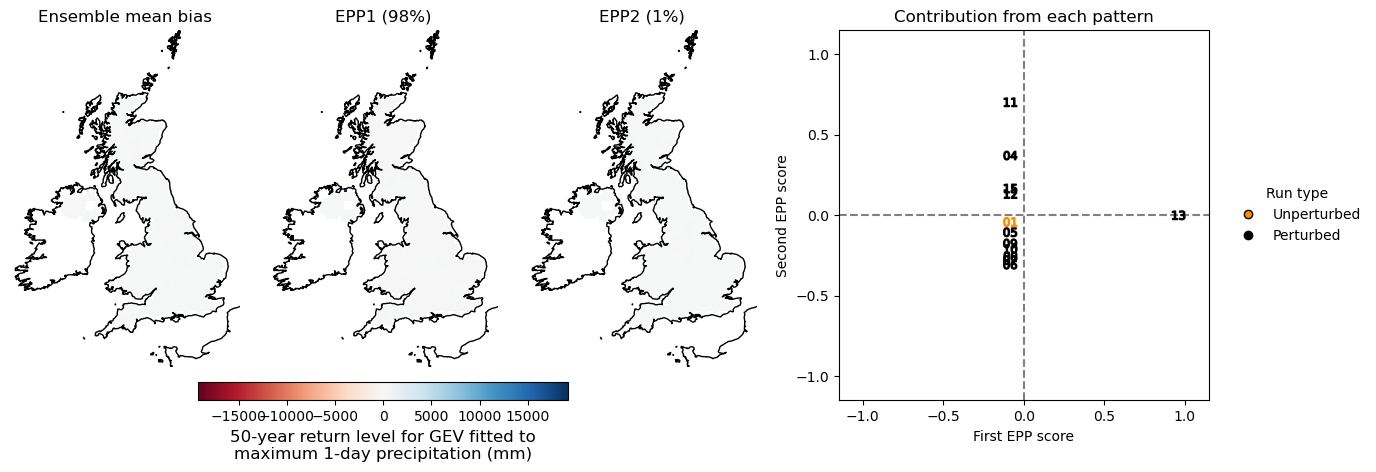 Ensemble mean bias
EPP1 (98%)
EPP2 (1%)
Contribution from each pattern
1.0
0.5
0.0
−0.5
−1.0
Second EPP score
11
04
15
12
13
01
05
09
10
06
−1.0
−0.5
0.0
0.5
1.0
First EPP score
Run type
Unperturbed
Perturbed
−15000
−10000
−5000
0
5000
10000
15000
50-year return level for GEV fitted to
maximum 1-day precipitation (mm)